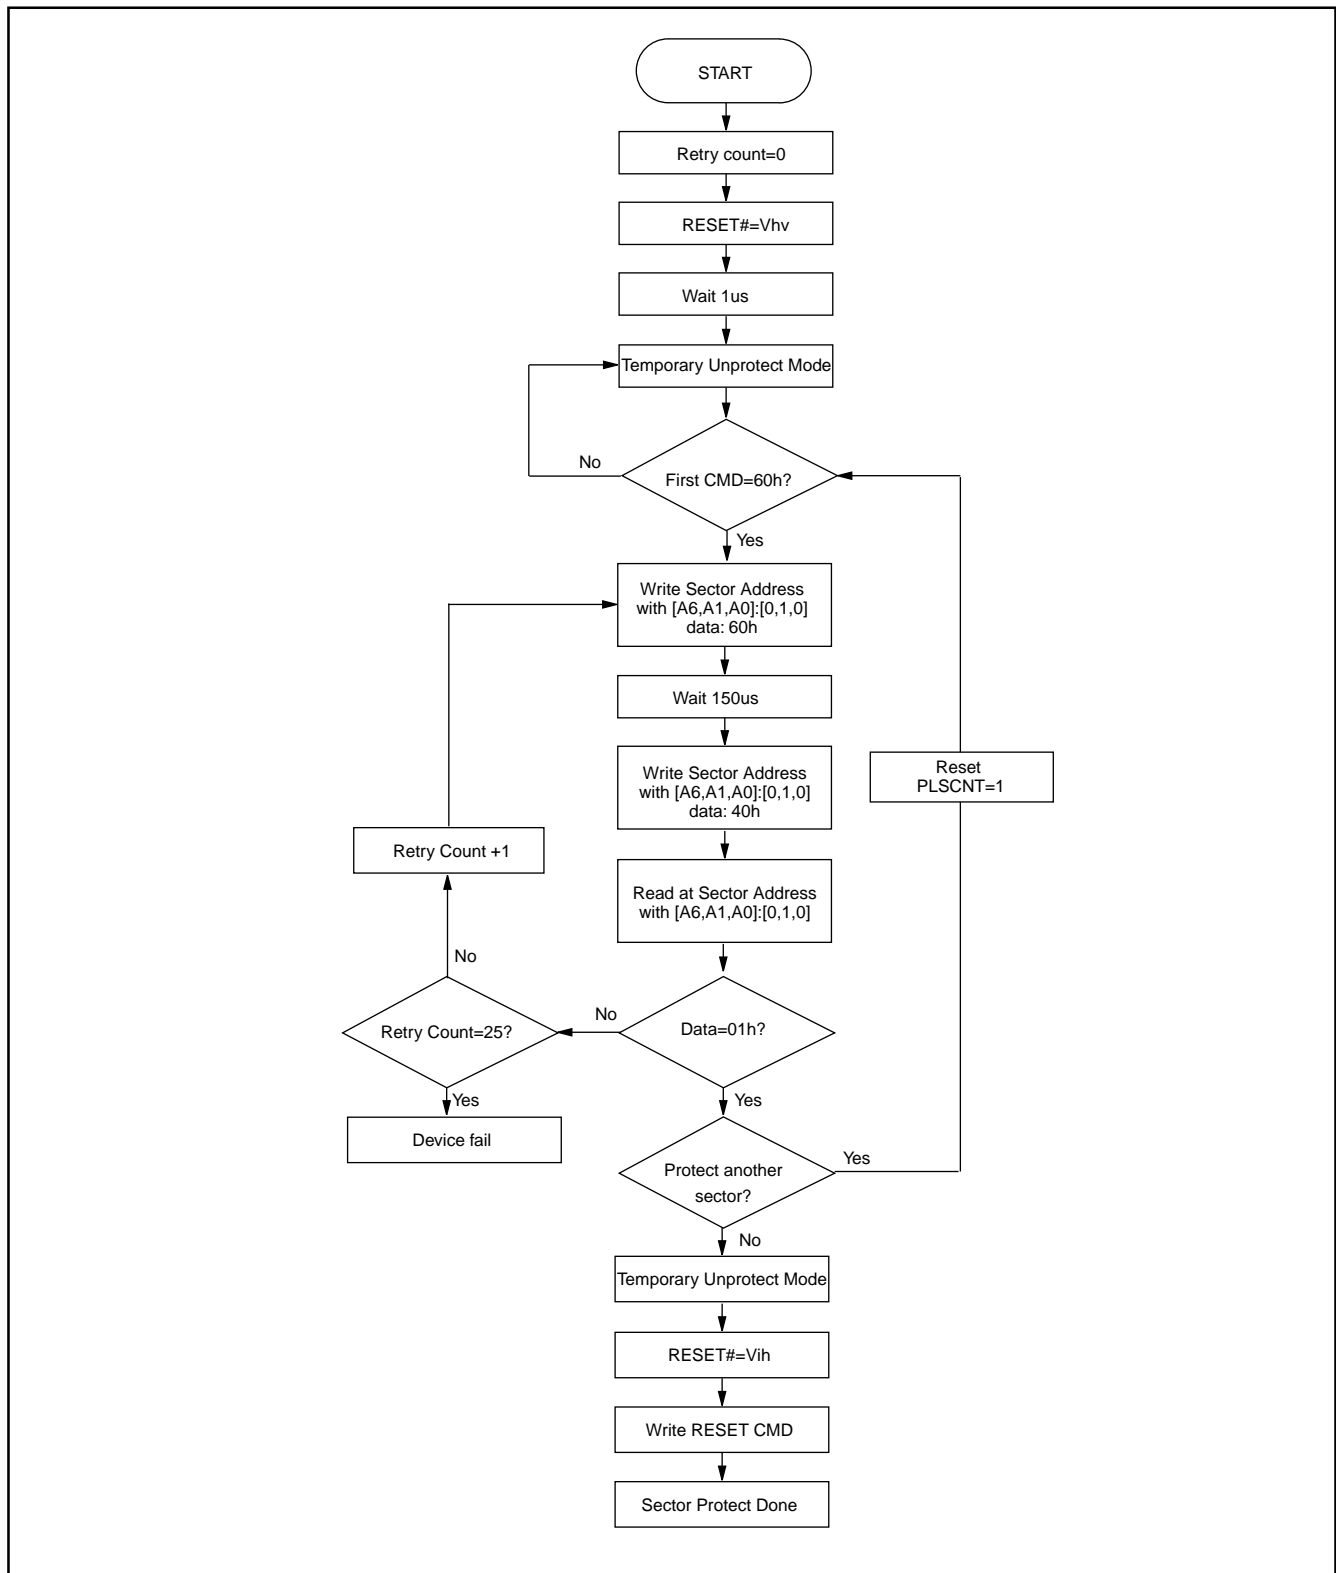 START
Retry count=0
RESET#=Vhv
Wait 1us
Temporary Unprotect Mode
No
First CMD=60h?
Yes
Write Sector Address
with [A6,A1,A0]:[0,1,0]
data: 60h
Wait 150us
Write Sector Address
with [A6,A1,A0]:[0,1,0]
data: 40h
Reset
PLSCNT=1
Retry Count +1
Read at Sector Address
with [A6,A1,A0]:[0,1,0]
No
No
Retry Count=25?
Data=01h?
Yes
Yes
Device fail
Protect another
sector?
Yes
No
Temporary Unprotect Mode
RESET#=Vih
Write RESET CMD
Sector Protect Done